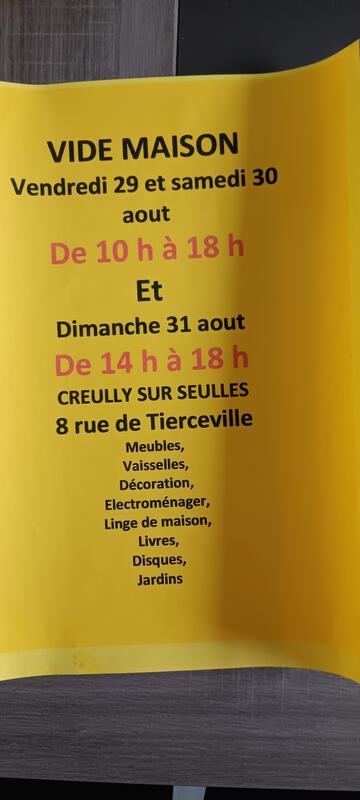 VIDE MAISON
Vendredi 29 et samedi 30
aout
De 10 h à 18 h
Et
Dimanche 31 aout
De 14 h à 18 h
CREULLY SUR SEULLES
8 rue de Tierceville
Meubles,
Vaisselles,
Décoration,
Electroménager,
Linge de maison,
Livres,
Disques,
Jardins